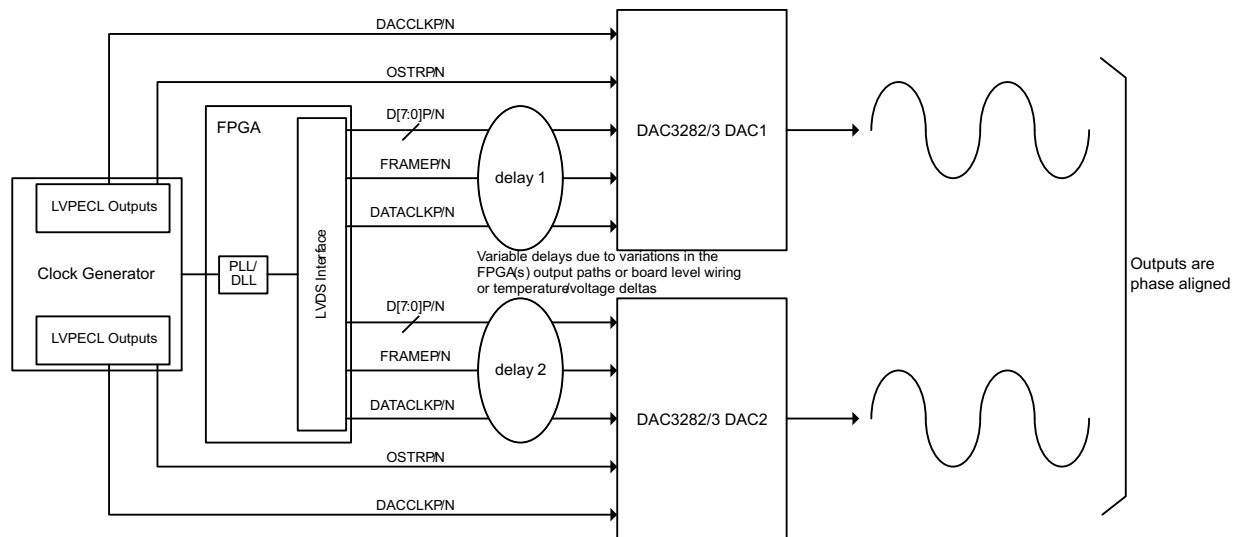 DACCLKP/N
OSTRP/N
D[7:0]P/N
FPGA
DAC3282/3 DAC1
FRAMEP/N
delay 1
LVPECL Outputs
DATACLKP/N
LVDS Interface
Variable delays due to variations in the
FPGA(s) output paths or board level wiring
or temperature/voltage deltas
Clock Generator
PLL/
DLL
Outputs are
phase aligned
D[7:0]P/N
LVPECL Outputs
FRAMEP/N
delay 2
DATACLKP/N
DAC3282/3 DAC2
OSTRP/N
DACCLKP/N